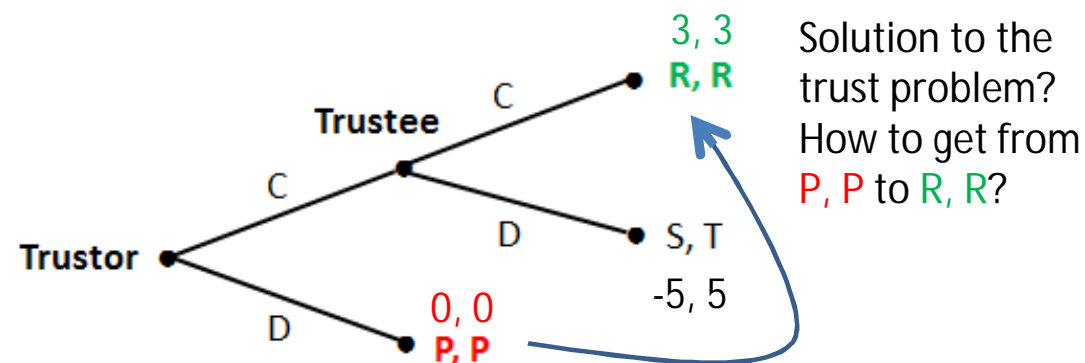 3, 3
R, R
C
Trustee
C
D
S, T
-5, 5
Trustor
D
0, 0
P, P
Solution to the
trust problem?
How to get from
P, P to R, R?